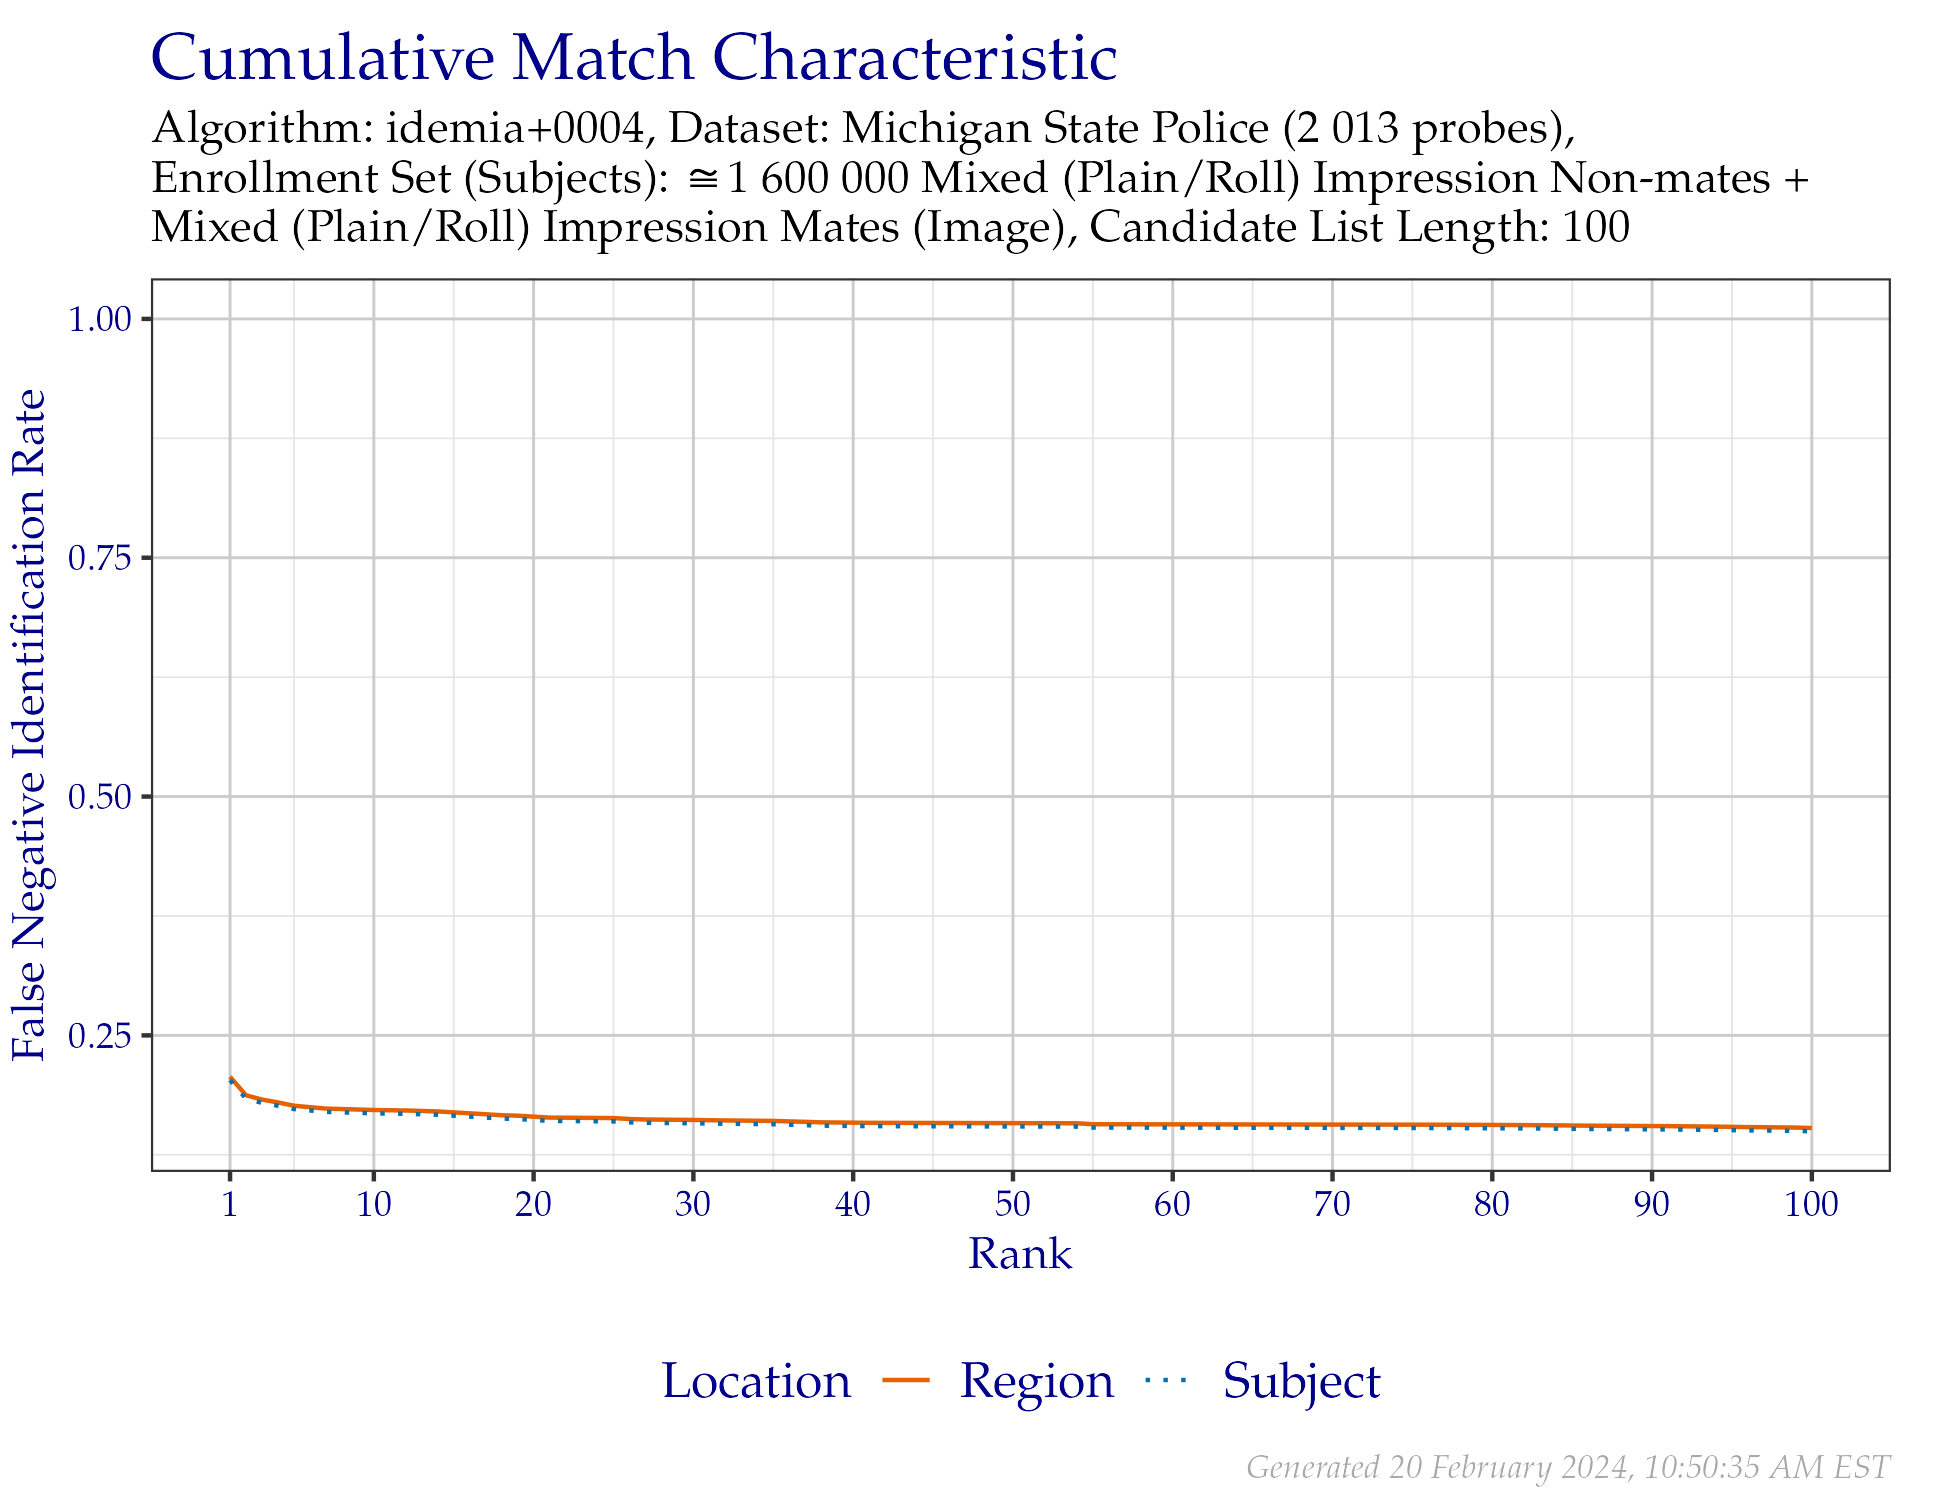 Cumulative Match Characteristic
Algorithm: idemia+0004, Dataset: Michigan State Police (2 013 probes),
Enrollment Set (Subjects): ≅ 1 600 000 Mixed (Plain/Roll) Impression Non-mates +
Mixed (Plain/Roll) Impression Mates (Image), Candidate List Length: 100
False Negative Identification Rate
1.00
0.75
0.50
0.25
1 10 20 30 40 50 60 70 80 90 100
Rank
Location Region Subject
Generated 20 February 2024, 10:50:35 AM EST